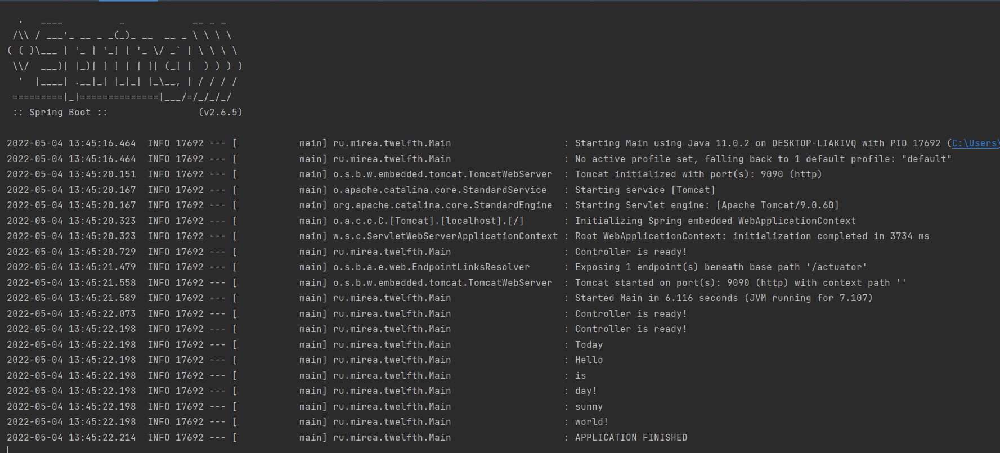 .   ____          _            __ _ _
 /\\ / ___'_ __ _ _(_)_ __  __ _ \ \ \ \
( ( )\___ | '_ | '_| | '_ \/ _` | \ \ \ \
 \\/  ___)| |_)| | | | | || (_| |  ) ) ) )
  '  |____| .__|_| |_|_| |_\__, | / / / /
 =========|_|==============|___/=/_/_/_/
 :: Spring Boot ::                (v2.6.5)
2022-05-04 13:45:16.464  INFO 17692 --- [           main] ru.mirea.twelfth.Main                    : Starting Main using Java 11.0.2 on DESKTOP-LIAKIVQ with PID 17692 (C:\Users\
2022-05-04 13:45:16.464  INFO 17692 --- [           main] ru.mirea.twelfth.Main                    : No active profile set, falling back to 1 default profile: "default"
2022-05-04 13:45:20.151  INFO 17692 --- [           main] o.s.b.w.embedded.tomcat.TomcatWebServer  : Tomcat initialized with port(s): 9090 (http)
2022-05-04 13:45:20.167  INFO 17692 --- [           main] o.apache.catalina.core.StandardService   : Starting service [Tomcat]
2022-05-04 13:45:20.167  INFO 17692 --- [           main] org.apache.catalina.core.StandardEngine  : Starting Servlet engine: [Apache Tomcat/9.0.60]
2022-05-04 13:45:20.323  INFO 17692 --- [           main] o.a.c.c.C.[Tomcat].[localhost].[/]       : Initializing Spring embedded WebApplicationContext
2022-05-04 13:45:20.323  INFO 17692 --- [           main] w.s.c.ServletWebServerApplicationContext : Root WebApplicationContext: initialization completed in 3734 ms
2022-05-04 13:45:20.729  INFO 17692 --- [           main] ru.mirea.twelfth.Main                    : Controller is ready!
2022-05-04 13:45:21.479  INFO 17692 --- [           main] o.s.b.a.e.web.EndpointLinksResolver      : Exposing 1 endpoint(s) beneath base path '/actuator'
2022-05-04 13:45:21.558  INFO 17692 --- [           main] o.s.b.w.embedded.tomcat.TomcatWebServer  : Tomcat started on port(s): 9090 (http) with context path ''
2022-05-04 13:45:21.589  INFO 17692 --- [           main] ru.mirea.twelfth.Main                    : Started Main in 6.116 seconds (JVM running for 7.107)
2022-05-04 13:45:22.073  INFO 17692 --- [           main] ru.mirea.twelfth.Main                    : Controller is ready!
2022-05-04 13:45:22.198  INFO 17692 --- [           main] ru.mirea.twelfth.Main                    : Controller is ready!
2022-05-04 13:45:22.198  INFO 17692 --- [           main] ru.mirea.twelfth.Main                    : Today
2022-05-04 13:45:22.198  INFO 17692 --- [           main] ru.mirea.twelfth.Main                    : Hello
2022-05-04 13:45:22.198  INFO 17692 --- [           main] ru.mirea.twelfth.Main                    : is
2022-05-04 13:45:22.198  INFO 17692 --- [           main] ru.mirea.twelfth.Main                    : day!
2022-05-04 13:45:22.198  INFO 17692 --- [           main] ru.mirea.twelfth.Main                    : sunny
2022-05-04 13:45:22.198  INFO 17692 --- [           main] ru.mirea.twelfth.Main                    : world!
2022-05-04 13:45:22.214  INFO 17692 --- [           main] ru.mirea.twelfth.Main                    : APPLICATION FINISHED